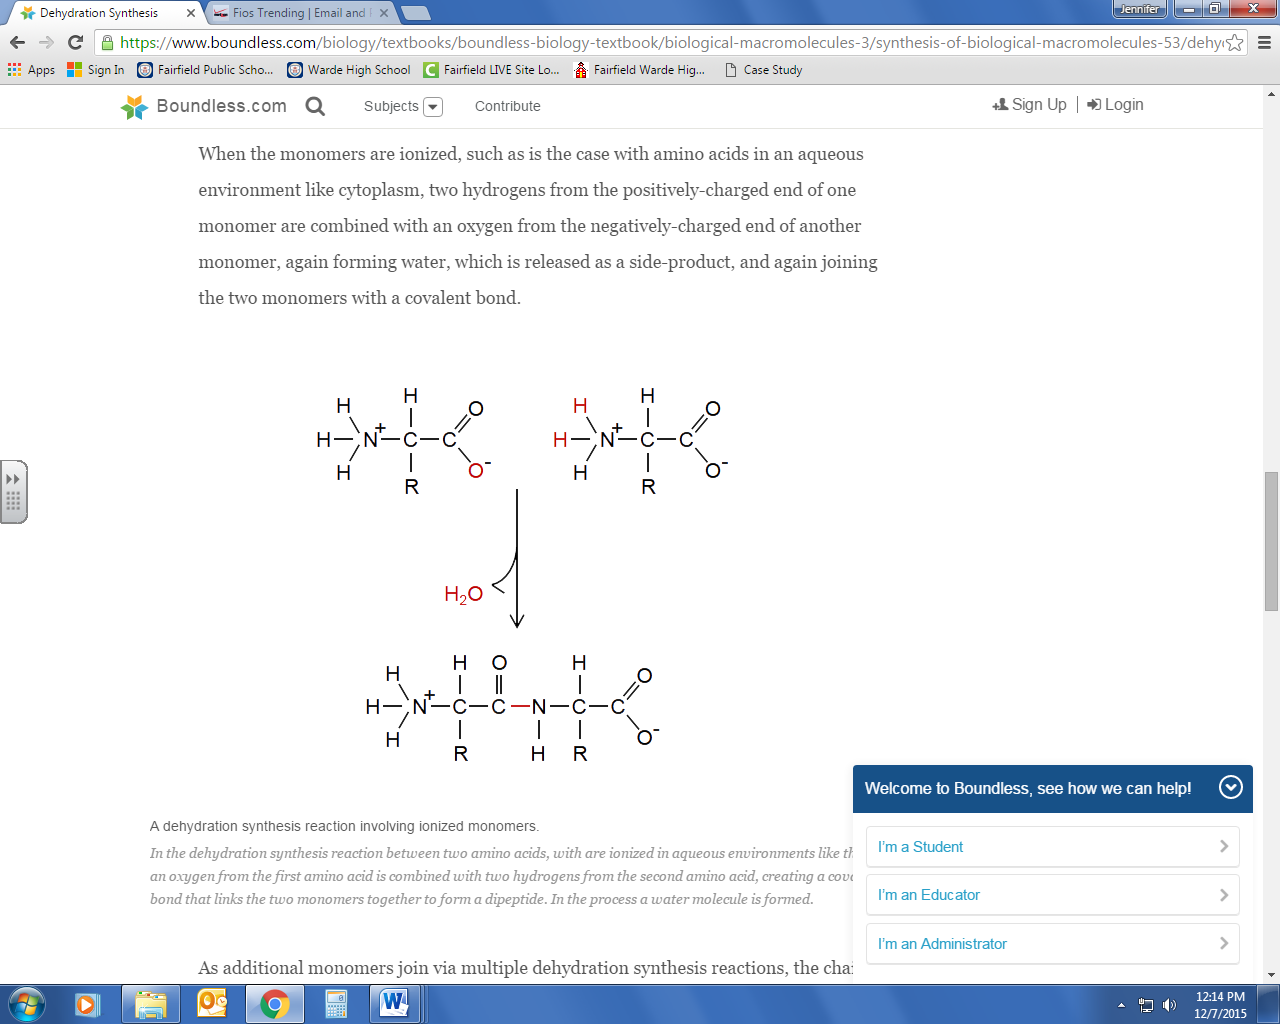 Dehydration Synthesis
Fios Trending | Email and
Jennifer
https://www.boundless.com/biology/textbooks/boundless-biology-textbook/biological-macromolecules-3/synthesis-of-biological-macromolecules-53/dehy
Apps Sign In Fairfield Public Scho... Warde High School Fairfield LIVE Site Lo... Fairfield Warde Hig... Case Study
Boundless.com Subjects Contribute Sign Up | Login
When the monomers are ionized, such as is the case with amino acids in an aqueous
environment like cytoplasm, two hydrogens from the positively-charged end of one
monomer are combined with an oxygen from the negatively-charged end of another
monomer, again forming water, which is released as a side-product, and again joining
the two monomers with a covalent bond.
H H O H H O
H N+ C C H N+ C C
H R O- H R O-
H₂O
H H O H O
H N+ C C N C C
H R H R O-
A dehydration synthesis reaction involving ionized monomers.
In the dehydration synthesis reaction between two amino acids, with are ionized in aqueous environments like th
an oxygen from the first amino acid is combined with two hydrogens from the second amino acid, creating a cova
bond that links the two monomers together to form a dipeptide. In the process a water molecule is formed.
As additional monomers join via multiple dehydration synthesis reactions, the chai
Welcome to Boundless, see how we can help!
I'm a Student
I'm an Educator
I'm an Administrator
12:14 PM
12/7/2015